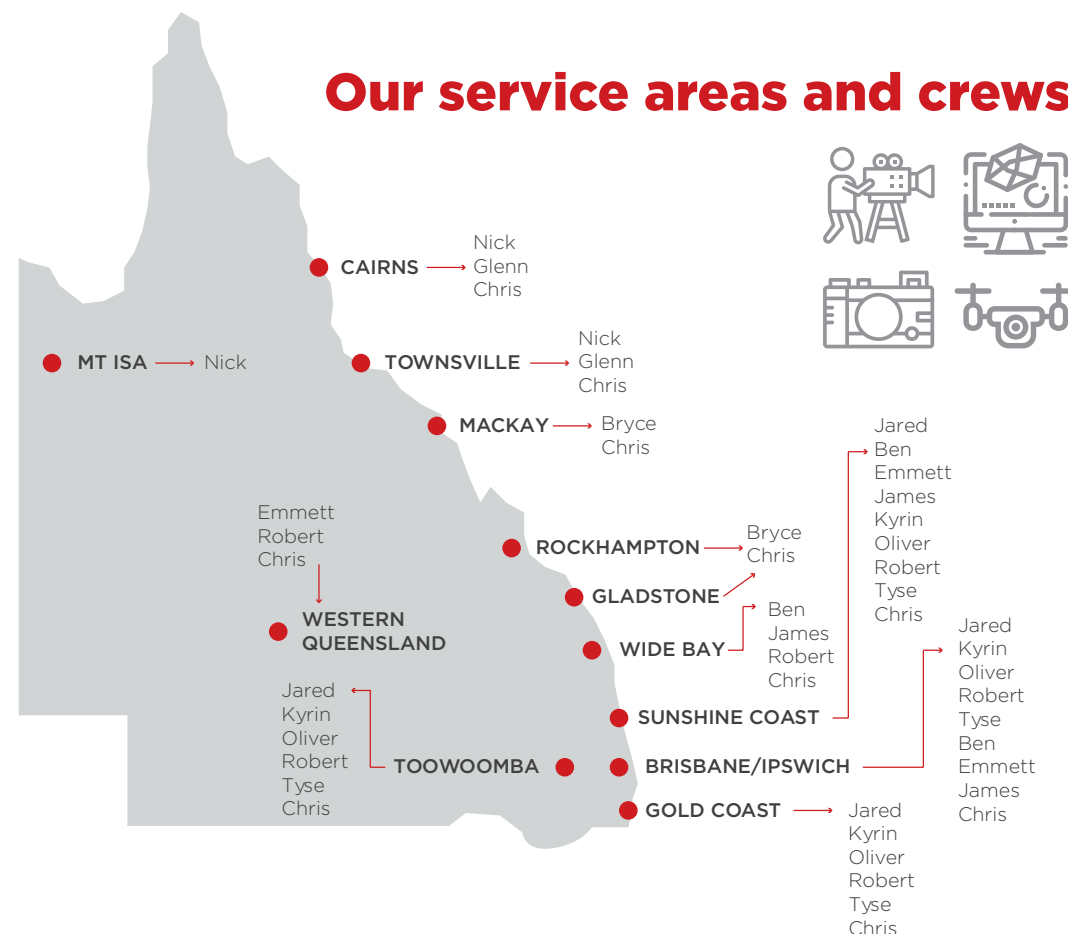 Our service areas and crews
CAIRNS
Nick
Glenn
Chris
MT ISA
Nick
TOWNSVILLE
Nick
Glenn
Chris
MACKAY
Bryce
Chris
Emmett
Robert
Chris
WESTERN
QUEENSLAND
ROCKHAMPTON
GLADSTONE
Bryce
Chris
WIDE BAY
Ben
James
Robert
Chris
SUNSHINE COAST
Jared
Ben
Emmett
James
Kyrin
Oliver
Robert
Tyse
Chris
TOOWOOMBA
Jared
Kyrin
Oliver
Robert
Tyse
Chris
BRISBANE/IPSWICH
Jared
Kyrin
Oliver
Robert
Tyse
Ben
Emmett
James
Chris
GOLD COAST
Jared
Kyrin
Oliver
Robert
Tyse
Chris